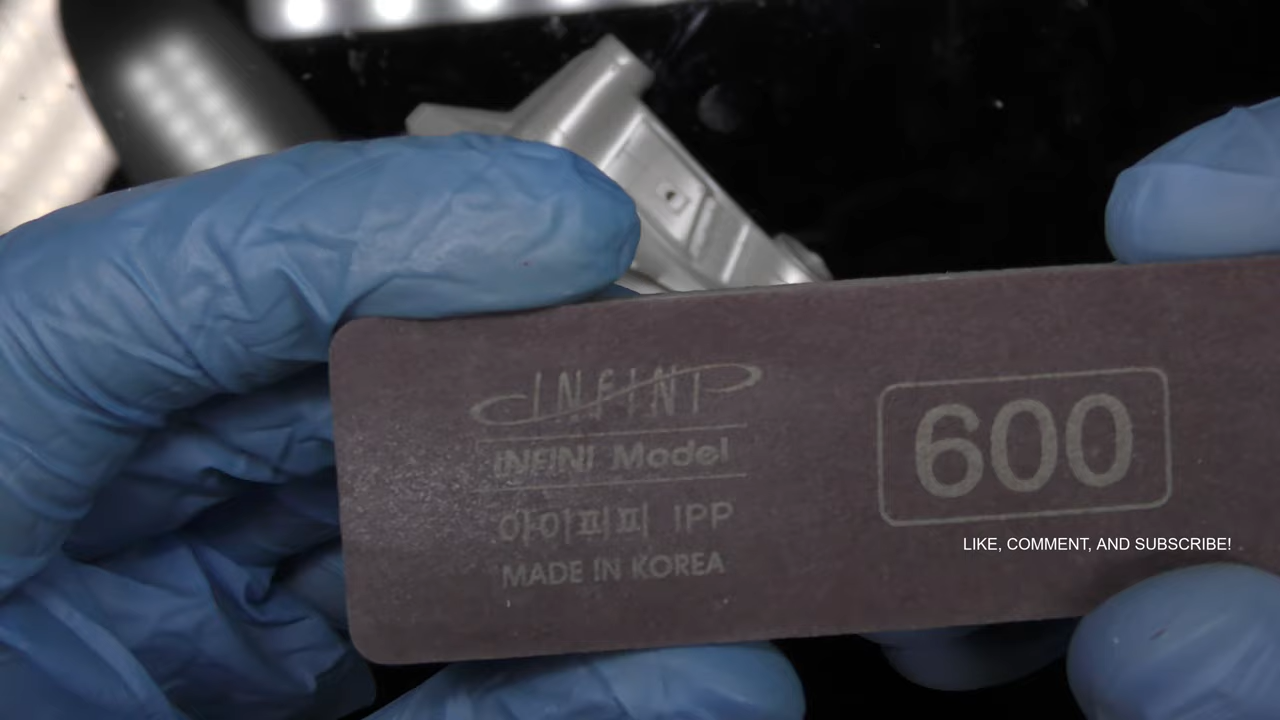 INFINI
INFINI Model
아이피피 IPP
MADE IN KOREA
600
LIKE, COMMENT, AND SUBSCRIBE!